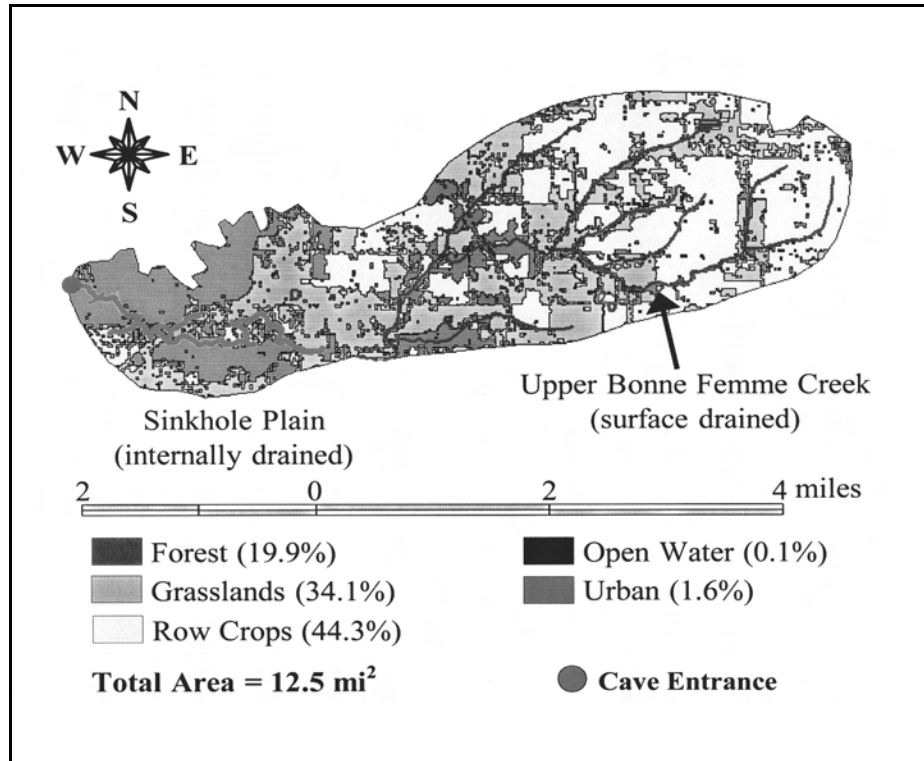 N
W E
S
Upper Bonne Femme Creek
(surface drained)
Sinkhole Plain
(internally drained)
2 0 2 4 miles
Forest (19.9%)
Grasslands (34.1%)
Row Crops (44.3%)
Open Water (0.1%)
Urban (1.6%)
Total Area = 12.5 mi²
Cave Entrance